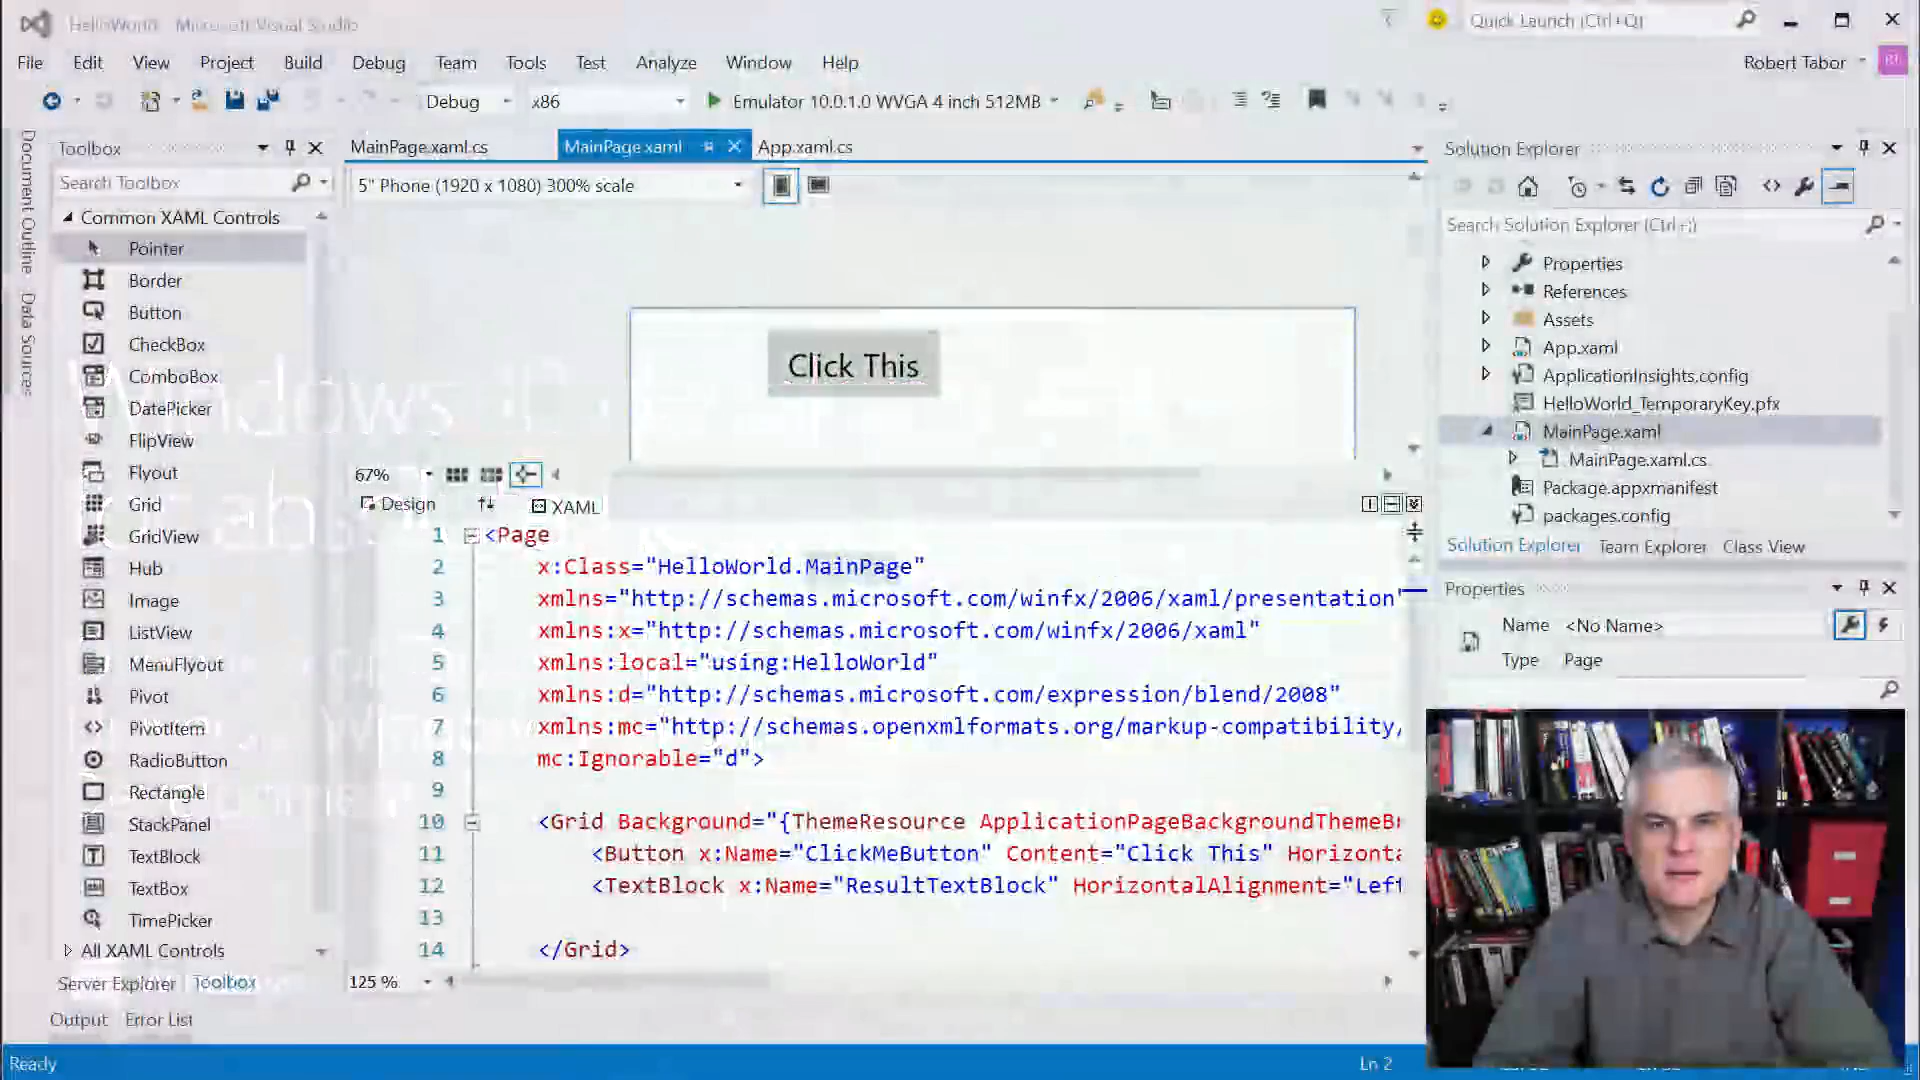 HelloWorld - Microsoft Visual Studio
Quick Launch (Ctrl+Q)
File Edit View Project Build Debug Team Tools Test Analyze Window Help
Robert Tabor
RT
Debug x86 Emulator 10.0.1.0 WVGA 4 inch 512MB
Document Outline
Data Sources
Toolbox
Search Toolbox
Common XAML Controls
Pointer
Border
Button
CheckBox
ComboBox
DatePicker
FlipView
Flyout
Grid
GridView
Hub
Image
ListView
MenuFlyout
Pivot
PivotItem
RadioButton
Rectangle
StackPanel
TextBlock
TextBox
TimePicker
All XAML Controls
Server Explorer Toolbox
Output Error List
MainPage.xaml.cs MainPage.xaml App.xaml.cs
5" Phone (1920 x 1080) 300% scale
Click This
67%
Design XAML
1 <Page
2 x:Class="HelloWorld.MainPage"
3 xmlns="http://schemas.microsoft.com/winfx/2006/xaml/presentation"
4 xmlns:x="http://schemas.microsoft.com/winfx/2006/xaml"
5 xmlns:local="using:HelloWorld"
6 xmlns:d="http://schemas.microsoft.com/expression/blend/2008"
7 xmlns:mc="http://schemas.openxmlformats.org/markup-compatibility/
8 mc:Ignorable="d">
9
10 <Grid Background="{ThemeResource ApplicationPageBackgroundThemeBr
11 <Button x:Name="ClickMeButton" Content="Click This" Horizonta
12 <TextBlock x:Name="ResultTextBlock" HorizontalAlignment="Left
13
14 </Grid>
125 %
Solution Explorer
Search Solution Explorer (Ctrl+;)
Properties
References
Assets
App.xaml
ApplicationInsights.config
HelloWorld_TemporaryKey.pfx
MainPage.xaml
MainPage.xaml.cs
Package.appxmanifest
packages.config
Solution Explorer Team Explorer Class View
Properties
Name <No Name>
Type Page
Ready
Ln 2